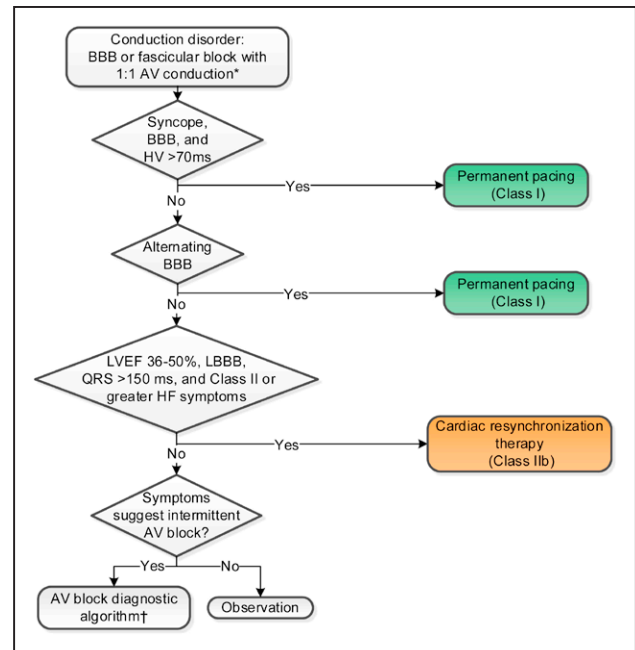 Conduction disorder:
BBB or fascicular block with
1:1 AV conduction*
Syncope,
BBB, and
HV >70ms
Yes
Permanent pacing
(Class I)
No
Alternating
BBB
Yes
Permanent pacing
(Class I)
No
LVEF 36-50%, LBBB,
QRS >150 ms, and Class II or
greater HF symptoms
Yes
Cardiac resynchronization
therapy
(Class IIb)
No
Symptoms
suggest intermittent
AV block?
Yes
No
AV block diagnostic
algorithm†
Observation